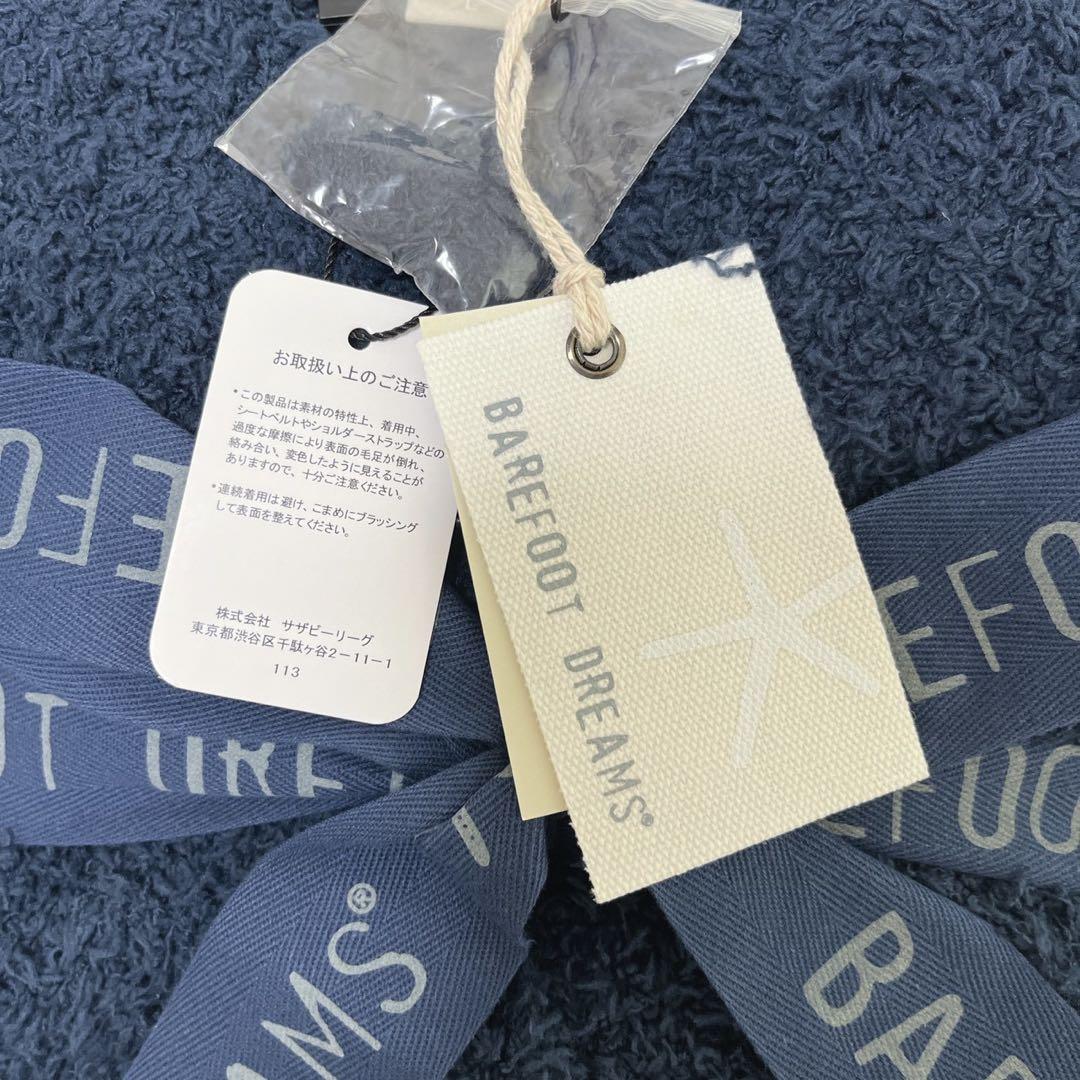 お取扱い上のご注意
*この製品は素材の特性上、着用中、
シートベルトやショルダーストラップなどの
過度な摩擦により表面の毛足が倒れ、
絡み合い、変色したように見えることが
ありますので、十分ご注意ください。
*連続着用は避け、こまめにブラッシング
して表面を整えてください。
株式会社 サザビーリーグ
東京都渋谷区千駄ヶ谷2-11-1
113
BAREFOOT DREAMS®